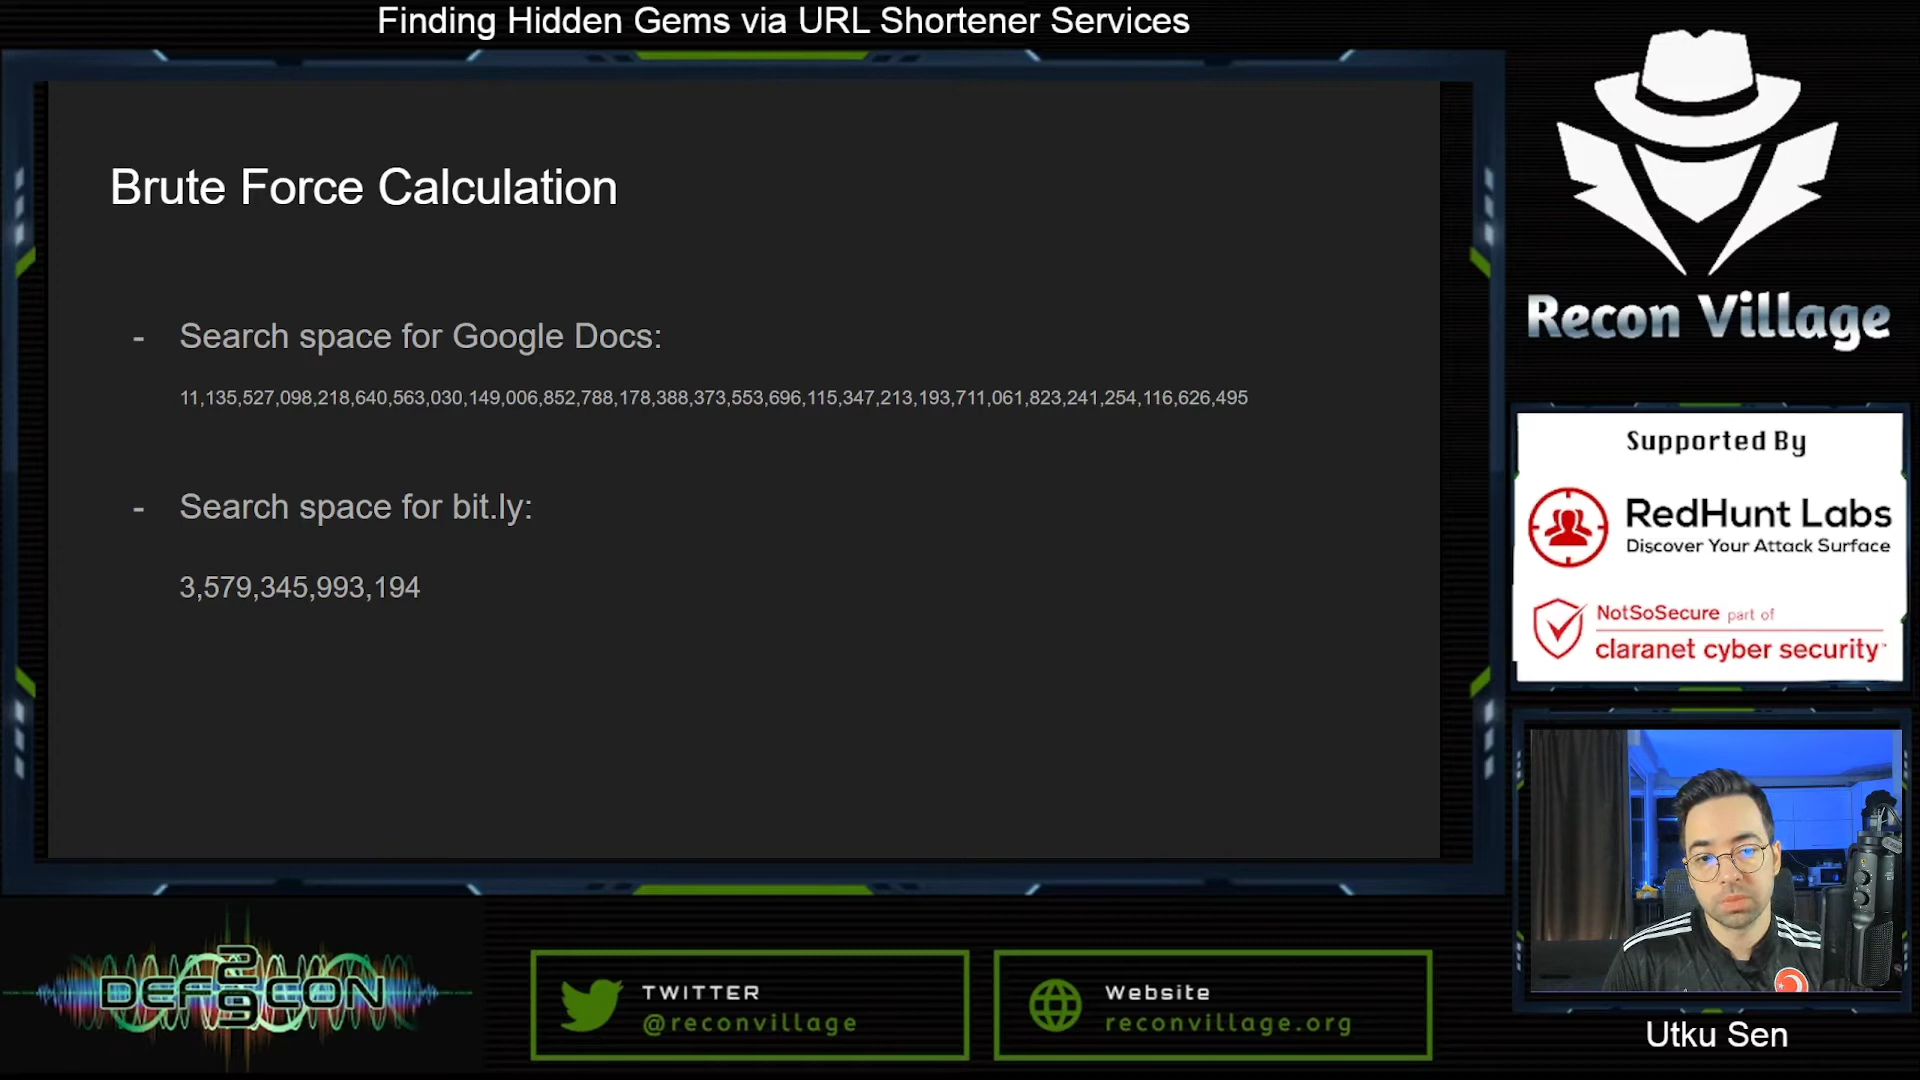 Finding Hidden Gems via URL Shortener Services
Brute Force Calculation
- Search space for Google Docs:
11,135,527,098,218,640,563,030,149,006,852,788,178,388,373,553,696,115,347,213,193,711,061,823,241,254,116,626,495
- Search space for bit.ly:
3,579,345,993,194
Recon Village
Supported By
RedHunt Labs
Discover Your Attack Surface
NotSoSecure part of
claranet cyber security™
DEFCON
29
TWITTER
@reconvillage
Website
reconvillage.org
Utku Sen